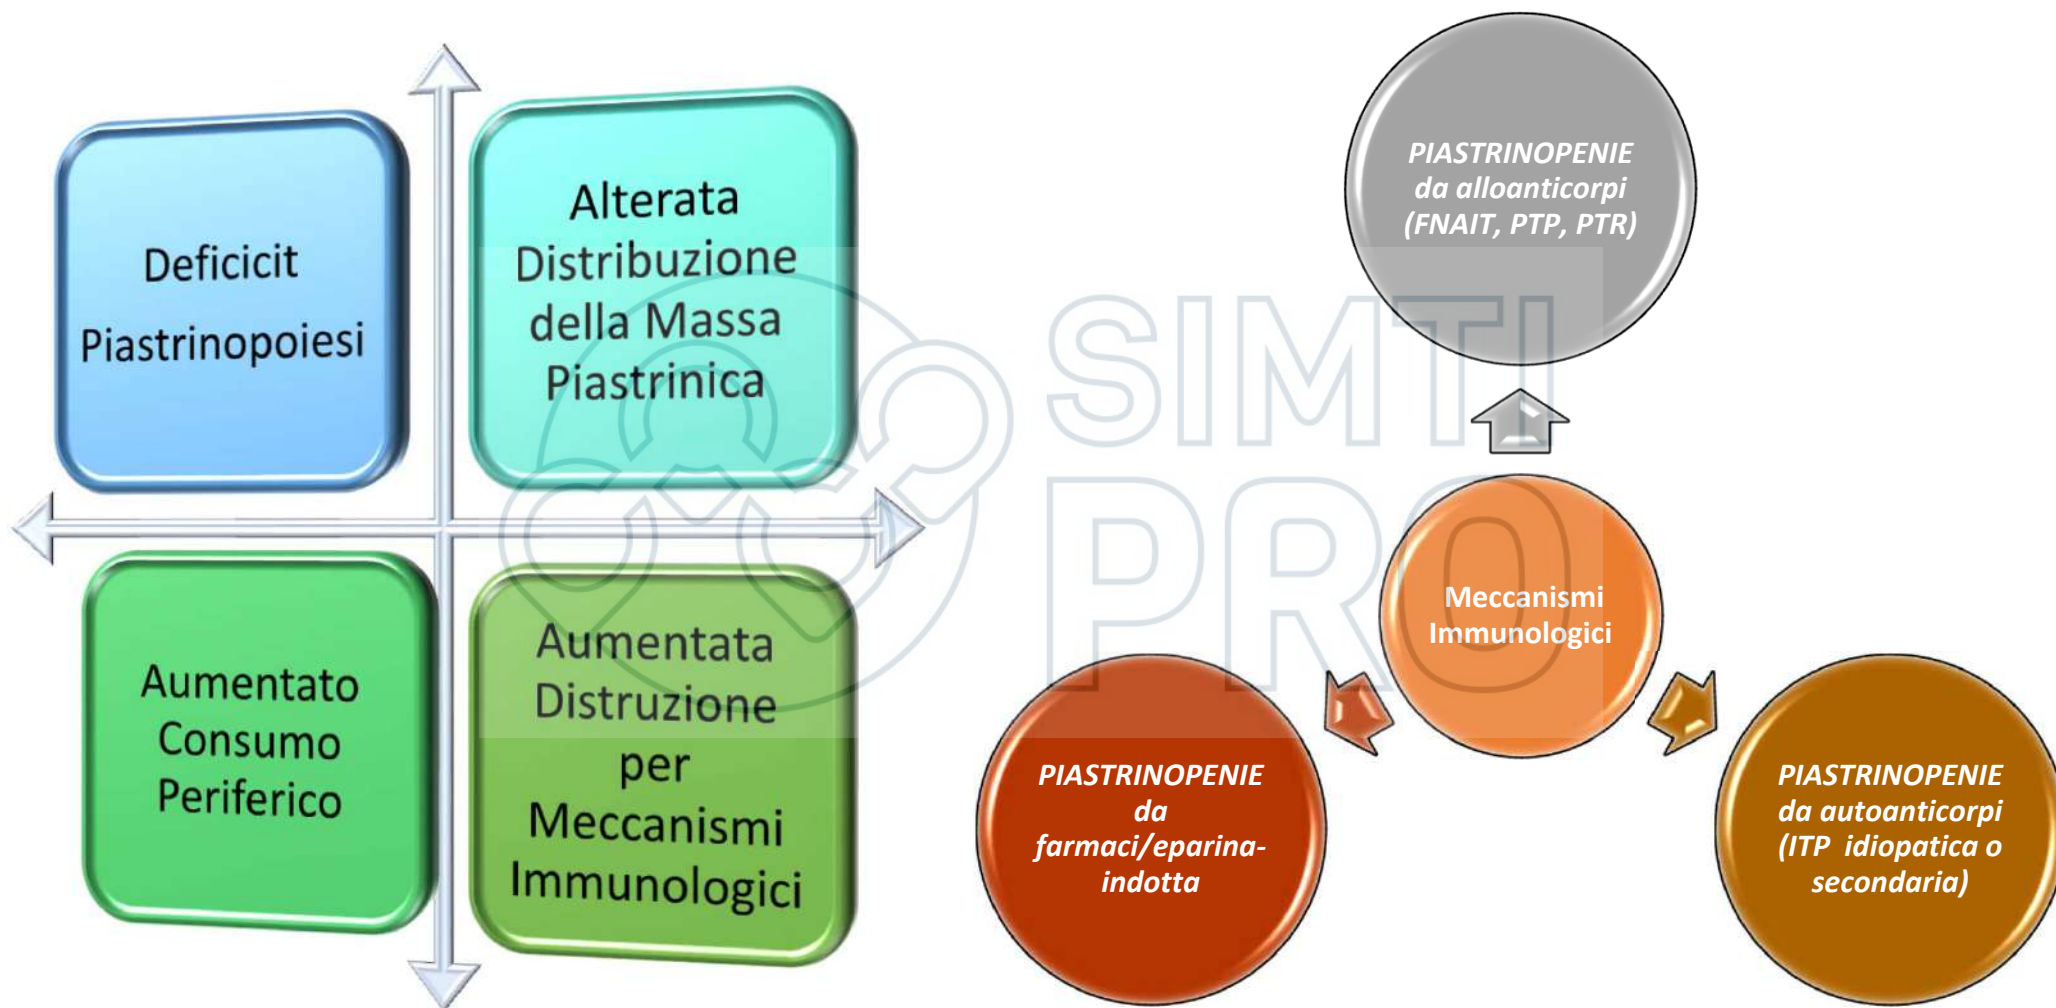 Deficicit
Piastrinopoiesi
Alterata
Distribuzione
della Massa
Piastrinica
Aumentato
Consumo
Periferico
Aumentata
Distruzione
per
Meccanismi
Immunologici
PIASTRINOPENIE
da alloanticorpi
(FNAIT, PTP, PTR)
Meccanismi
Immunologici
PIASTRINOPENIE
da
farmaci/eparina-
indotta
PIASTRINOPENIE
da autoanticorpi
(ITP idiopatica o
secondaria)
SIMTI
PRO